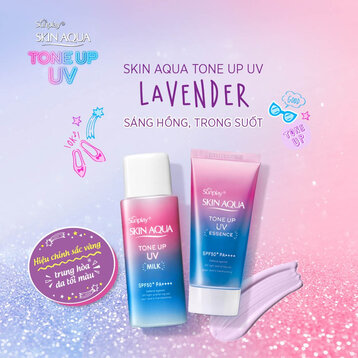 Sunplay
SKIN AQUA
TONE UP
UV
SKIN AQUA TONE UP UV
LAVENDER
SÁNG HỒNG, TRONG SUỐT
GOOD
TONE
UP
Hiệu chỉnh sắc vàng
trung hòa
da tối màu
Sunplay
SKIN AQUA
TONE UP
UV
MILK
SPF50+ PA++++
Sunplay
SKIN AQUA
TONE UP
UV
ESSENCE
SPF50+ PA++++